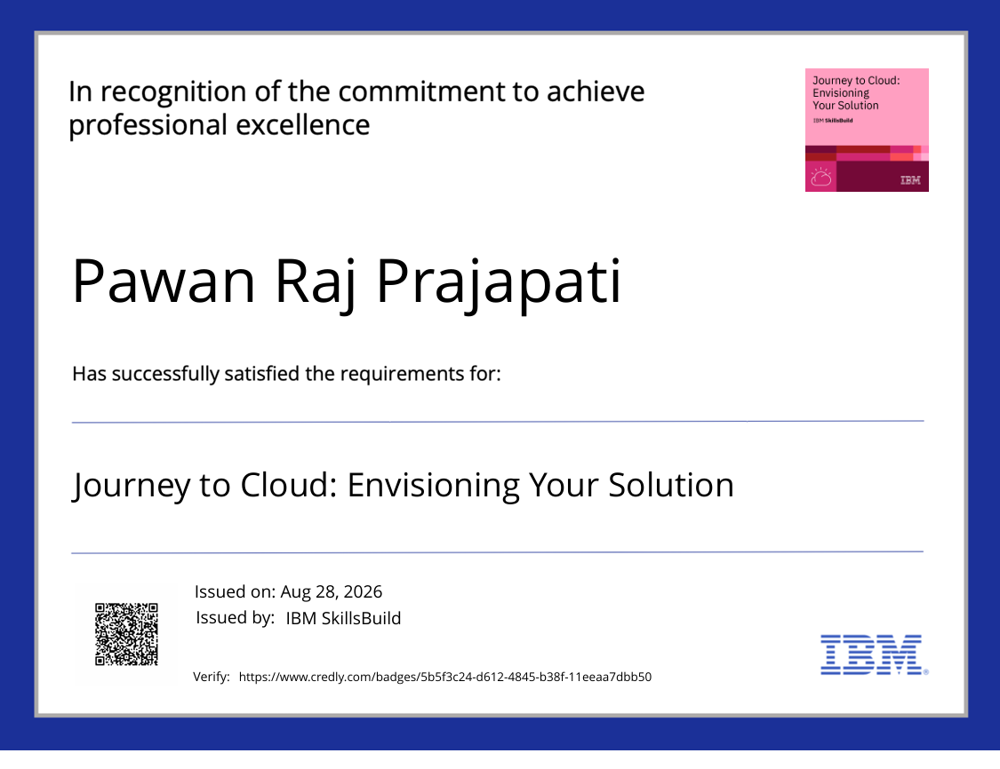 In recognition of the commitment to achieve
professional excellence
Journey to Cloud:
Envisioning
Your Solution
IBM SkillsBuild
IBM
Pawan Raj Prajapati
Has successfully satisfied the requirements for:
Journey to Cloud: Envisioning Your Solution
Issued on: Aug 28, 2026
Issued by: IBM SkillsBuild
Verify: https://www.credly.com/badges/5b5f3c24-d612-4845-b38f-11eeaa7dbb50
IBM®